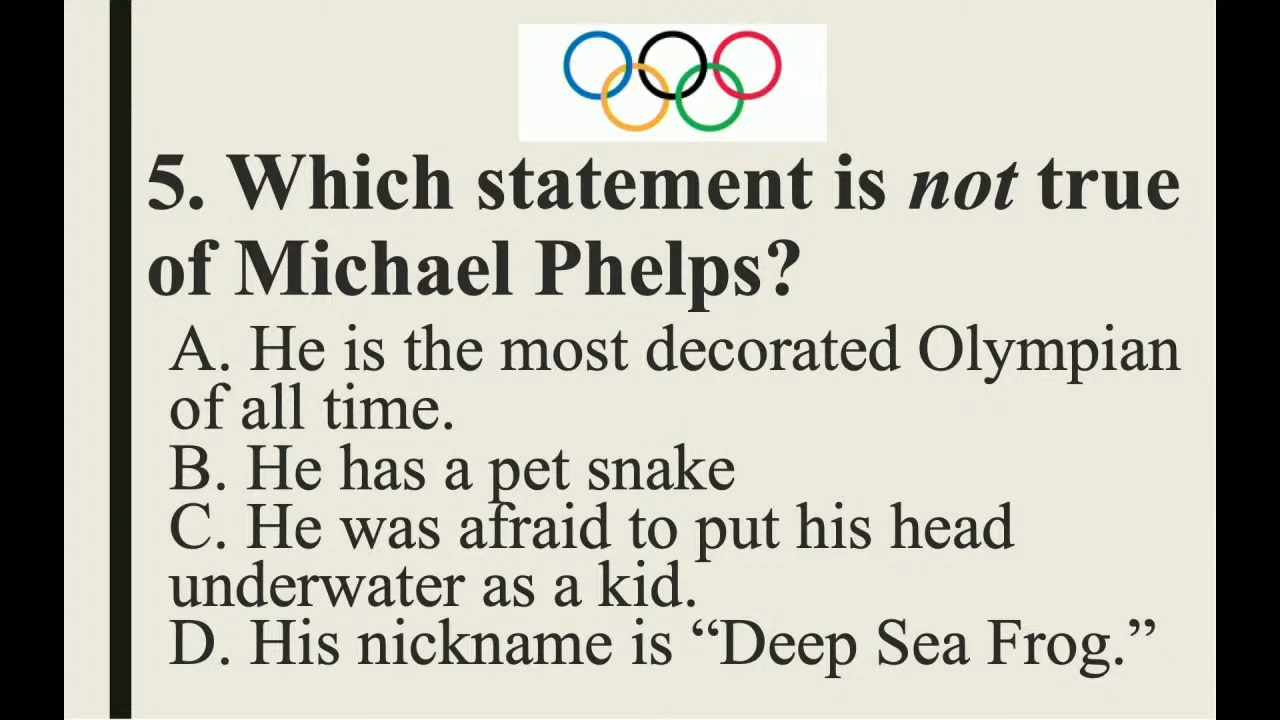 5. Which statement is not true
of Michael Phelps?
A. He is the most decorated Olympian
of all time.
B. He has a pet snake
C. He was afraid to put his head
underwater as a kid.
D. His nickname is “Deep Sea Frog.”